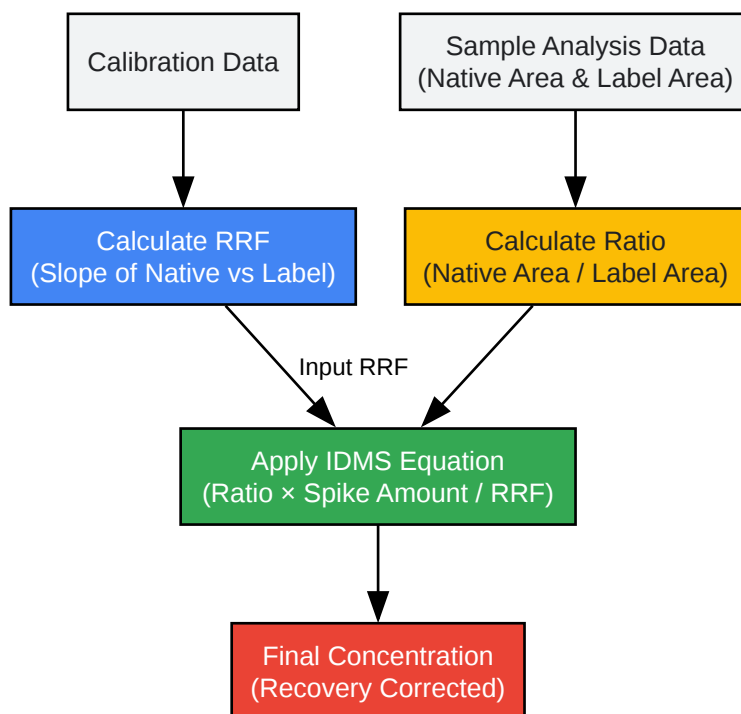 Calibration Data
Sample Analysis Data
(Native Area & Label Area)
Calculate RRF
(Slope of Native vs Label)
Calculate Ratio
(Native Area / Label Area)
Input RRF
Apply IDMS Equation
(Ratio × Spike Amount / RRF)
Final Concentration
(Recovery Corrected)